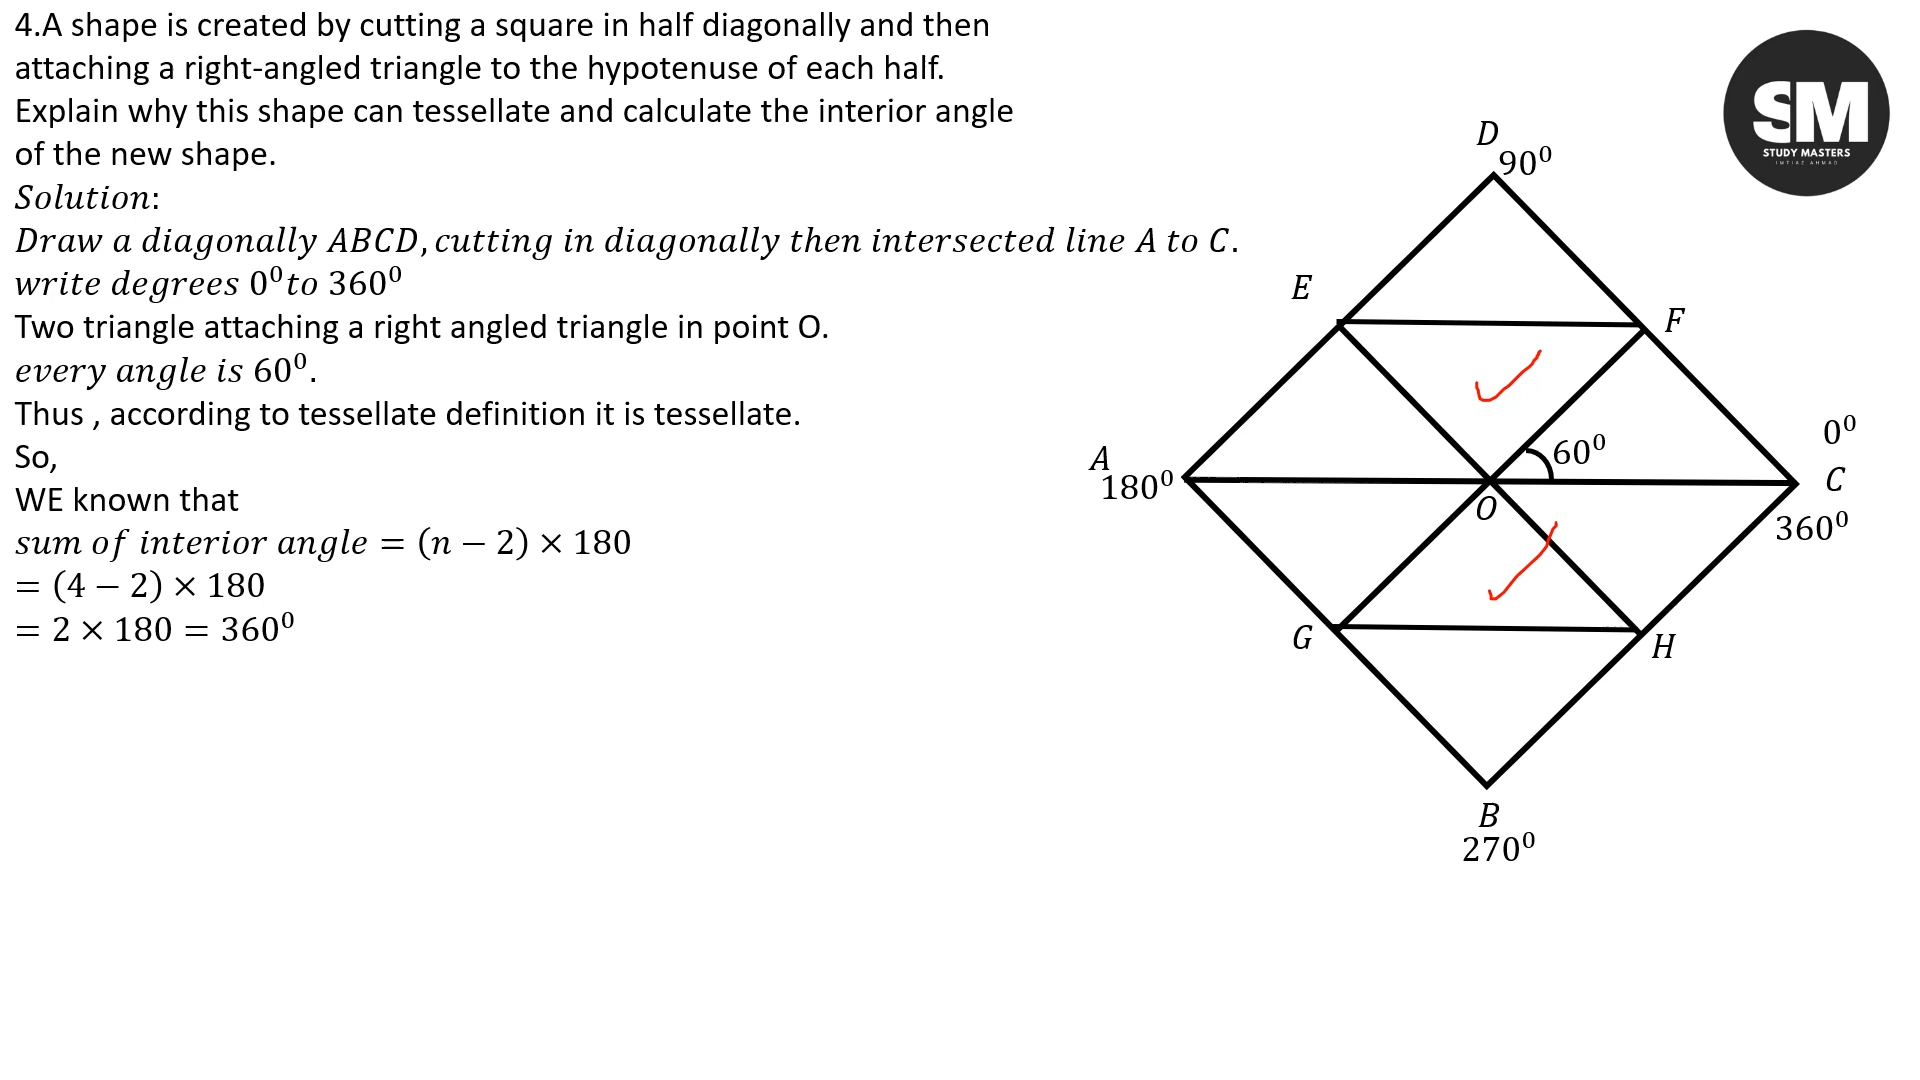 4.A shape is created by cutting a square in half diagonally and then
attaching a right-angled triangle to the hypotenuse of each half.
Explain why this shape can tessellate and calculate the interior angle
of the new shape.
Solution:
Draw a diagonally ABCD, cutting in diagonally then intersected line A to C.
write degrees 0⁰ to 360⁰
Two triangle attaching a right angled triangle in point O.
every angle is 60⁰.
Thus , according to tessellate definition it is tessellate.
So,
WE known that
sum of interior angle = (n − 2) × 180
= (4 − 2) × 180
= 2 × 180 = 360⁰
SM
STUDY MASTERS
IMTIAZ AHMAD
D
90⁰
E
F
60⁰
0⁰
A
180⁰
C
O
360⁰
G
H
B
270⁰